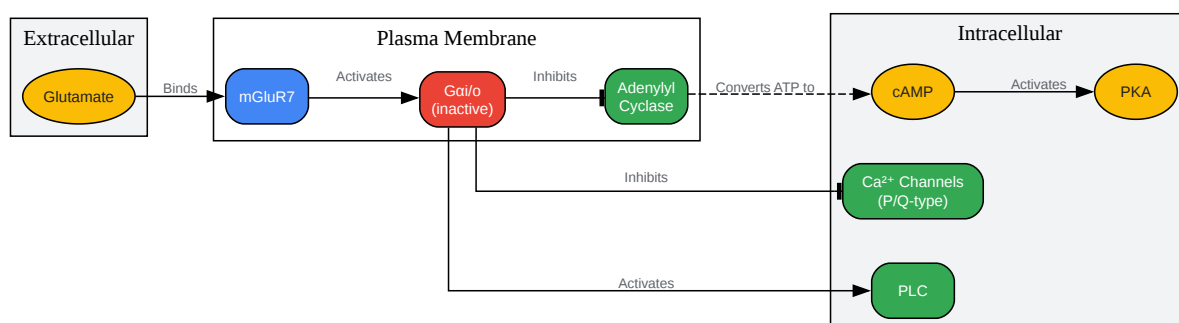 Extracellular
Plasma Membrane
Intracellular
Glutamate
Binds
mGluR7
Activates
Gαi/o
(inactive)
Inhibits
Adenylyl
Cyclase
Converts ATP to
cAMP
Activates
PKA
Inhibits
Ca²⁺ Channels
(P/Q-type)
Activates
PLC